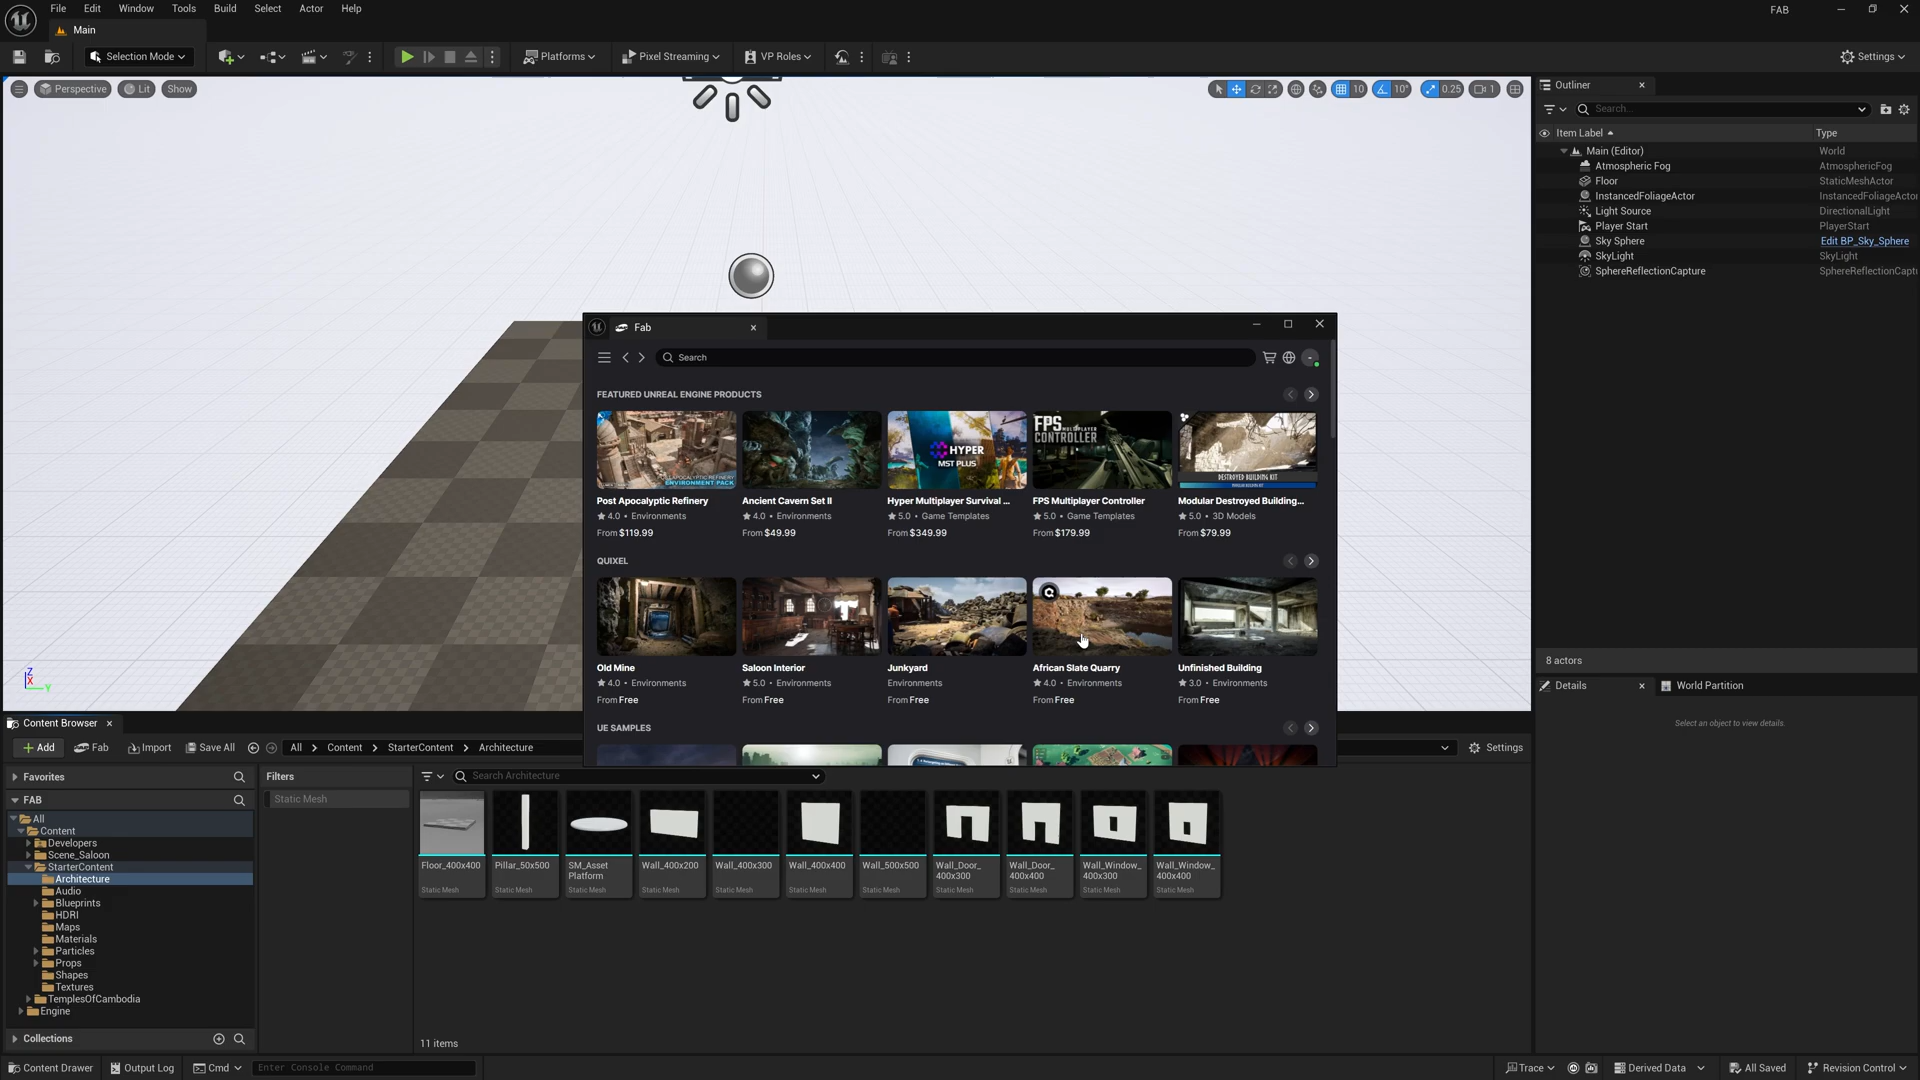 File Edit Window Tools Build Select Actor Help
FAB
Main
Selection Mode
Platforms
Pixel Streaming
VP Roles
Settings
Perspective
Lit
Show
10
10°
0.25
1
Outliner
Search...
Item Label
Type
Main (Editor)
World
Atmospheric Fog
AtmosphericFog
Floor
StaticMeshActor
InstancedFoliageActor
InstancedFoliageActo
Light Source
DirectionalLight
Player Start
PlayerStart
Sky Sphere
Edit BP_Sky_Sphere
SkyLight
SkyLight
SphereReflectionCapture
SphereReflectionCaptu
8 actors
Details
World Partition
Select an object to view details.
Fab
Search
FEATURED UNREAL ENGINE PRODUCTS
HYPER
MST PLUS
FPS MULTIPLAYER
CONTROLLER
APOCALYPTIC REFINERY
ENVIRONMENT PACK
DESTROYED BUILDING KIT
Post Apocalyptic Refinery
4.0 • Environments
From $119.99
Ancient Cavern Set II
4.0 • Environments
From $49.99
Hyper Multiplayer Survival ...
5.0 • Game Templates
From $349.99
FPS Multiplayer Controller
5.0 • Game Templates
From $179.99
Modular Destroyed Building...
5.0 • 3D Models
From $79.99
QUIXEL
Old Mine
4.0 • Environments
From Free
Saloon Interior
5.0 • Environments
From Free
Junkyard
Environments
From Free
African Slate Quarry
4.0 • Environments
From Free
Unfinished Building
3.0 • Environments
From Free
UE SAMPLES
Z
X
Y
Content Browser
Add
Fab
Import
Save All
All > Content > StarterContent > Architecture
Settings
Favorites
FAB
All
Content
Developers
Scene_Saloon
StarterContent
Architecture
Audio
Blueprints
HDRI
Maps
Materials
Particles
Props
Shapes
Textures
TemplesOfCambodia
Engine
Collections
Filters
Static Mesh
Search Architecture
Floor_400x400
Static Mesh
Pillar_50x500
Static Mesh
SM_Asset
Platform
Static Mesh
Wall_400x200
Static Mesh
Wall_400x300
Static Mesh
Wall_400x400
Static Mesh
Wall_500x500
Static Mesh
Wall_Door_
400x300
Static Mesh
Wall_Door_
400x400
Static Mesh
Wall_Window_
400x300
Static Mesh
Wall_Window_
400x400
Static Mesh
11 items
Content Drawer
Output Log
Cmd
Enter Console Command
Trace
Derived Data
All Saved
Revision Control